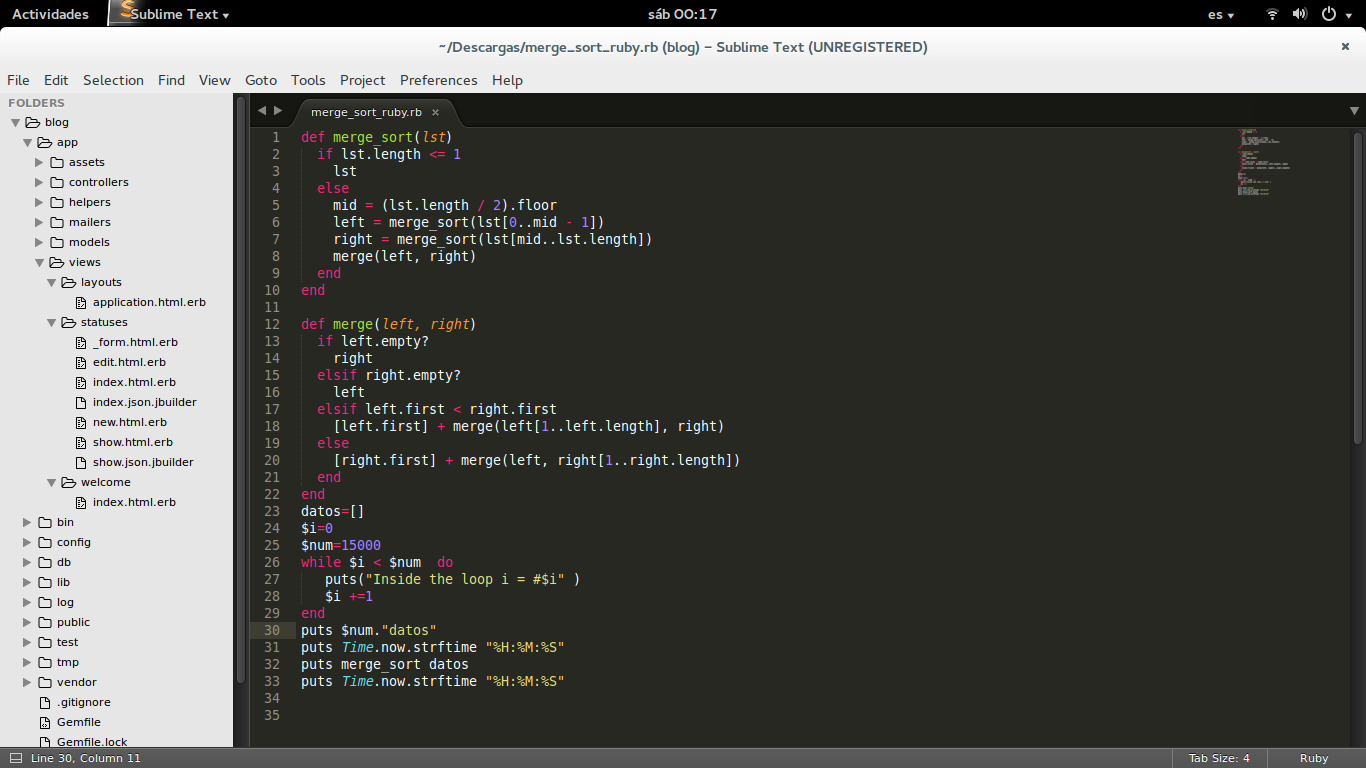 Actividades Sublime Text sáb 00:17 es
~/Descargas/merge_sort_ruby.rb (blog) – Sublime Text (UNREGISTERED) ×
File Edit Selection Find View Goto Tools Project Preferences Help
FOLDERS
blog
app
assets
controllers
helpers
mailers
models
views
layouts
application.html.erb
statuses
_form.html.erb
edit.html.erb
index.html.erb
index.json.jbuilder
new.html.erb
show.html.erb
show.json.jbuilder
welcome
index.html.erb
bin
config
db
lib
log
public
test
tmp
vendor
.gitignore
Gemfile
Gemfile.lock
merge_sort_ruby.rb ×
1 def merge_sort(lst)
2   if lst.length <= 1
3     lst
4   else
5     mid = (lst.length / 2).floor
6     left = merge_sort(lst[0..mid - 1])
7     right = merge_sort(lst[mid..lst.length])
8     merge(left, right)
9   end
10 end
11
12 def merge(left, right)
13   if left.empty?
14     right
15   elsif right.empty?
16     left
17   elsif left.first < right.first
18     [left.first] + merge(left[1..left.length], right)
19   else
20     [right.first] + merge(left, right[1..right.length])
21   end
22 end
23 datos=[]
24 $i=0
25 $num=15000
26 while $i < $num  do
27    puts("Inside the loop i = #$i" )
28    $i +=1
29 end
30 puts $num."datos"
31 puts Time.now.strftime "%H:%M:%S"
32 puts merge_sort datos
33 puts Time.now.strftime "%H:%M:%S"
34
35
Line 30, Column 11 Tab Size: 4 Ruby